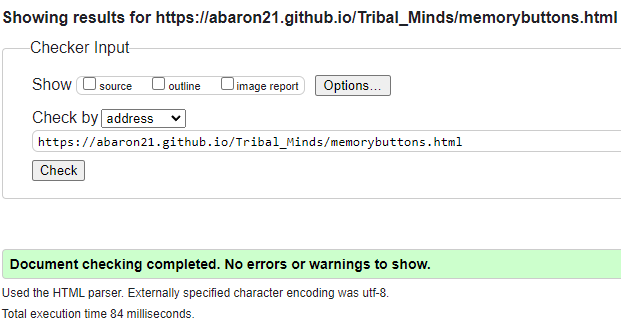 Showing results for https://abaron21.github.io/Tribal_Minds/memorybuttons.html
Checker Input
Show source outline image report Options...
Check by address
https://abaron21.github.io/Tribal_Minds/memorybuttons.html
Check
Document checking completed. No errors or warnings to show.
Used the HTML parser. Externally specified character encoding was utf-8.
Total execution time 84 milliseconds.